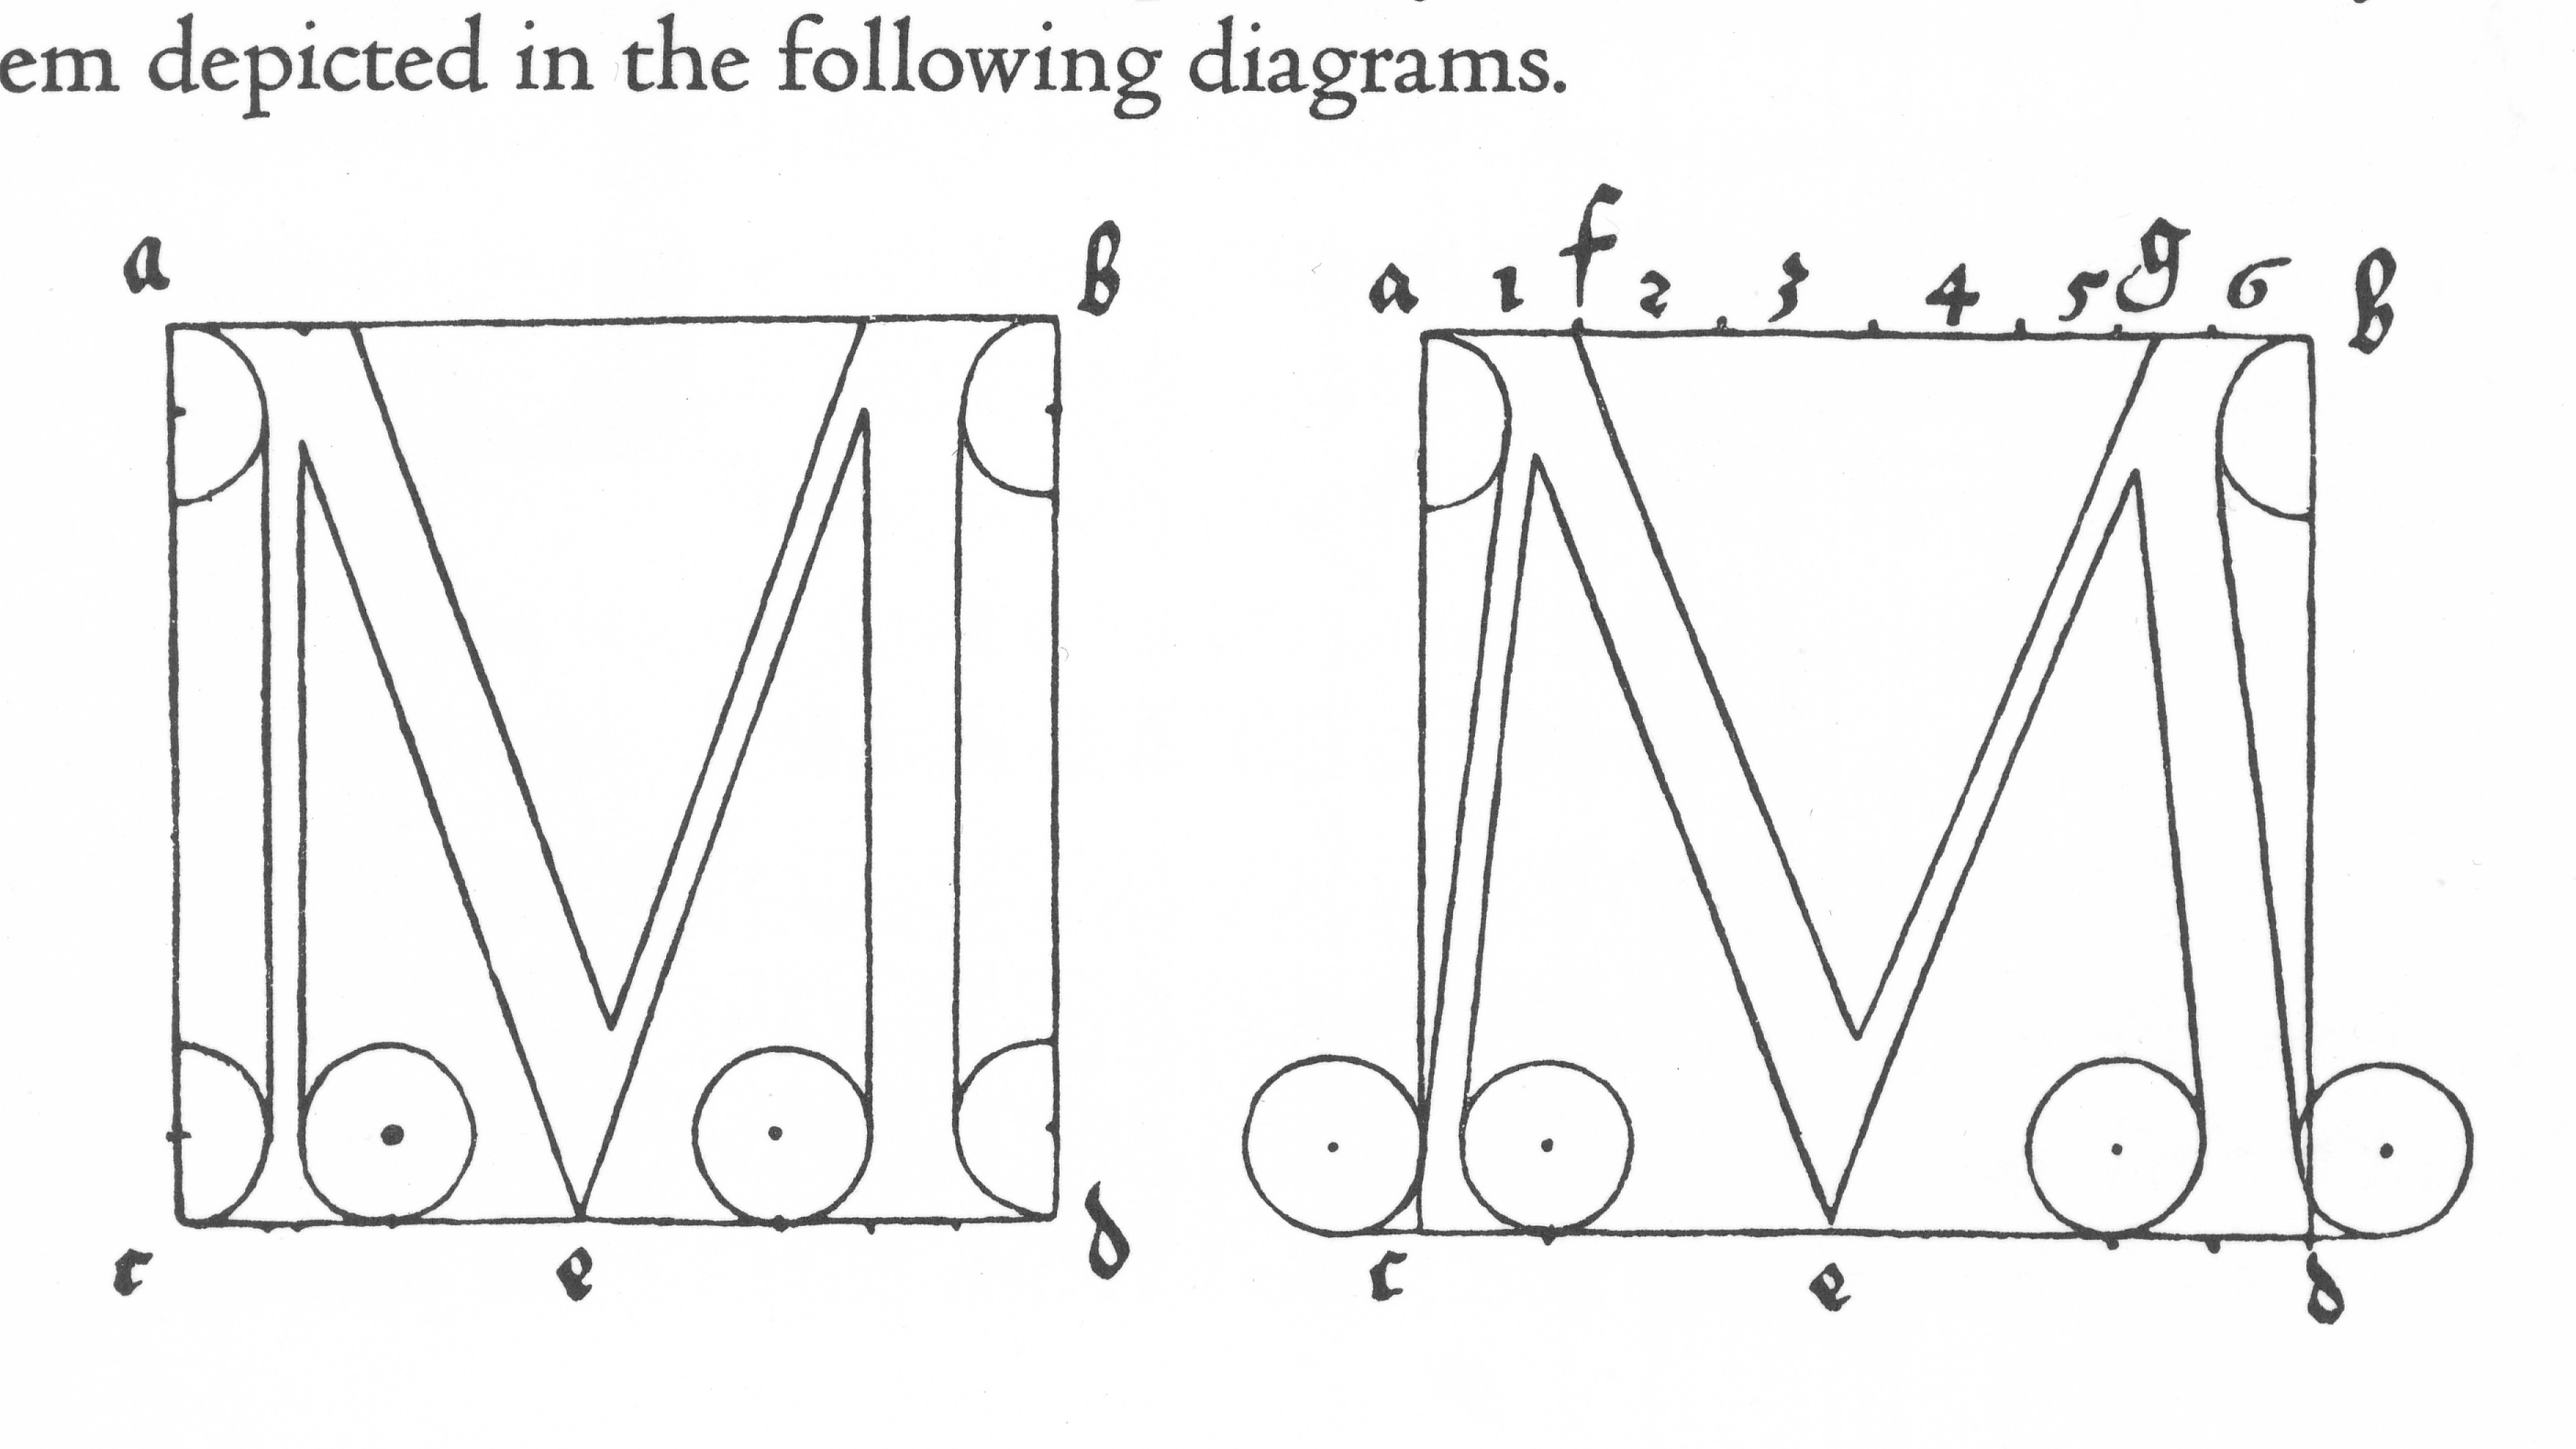 em depicted in the following diagrams.
a b
a 1 f 2 3 4 5 g 6 b
c e d
c e d